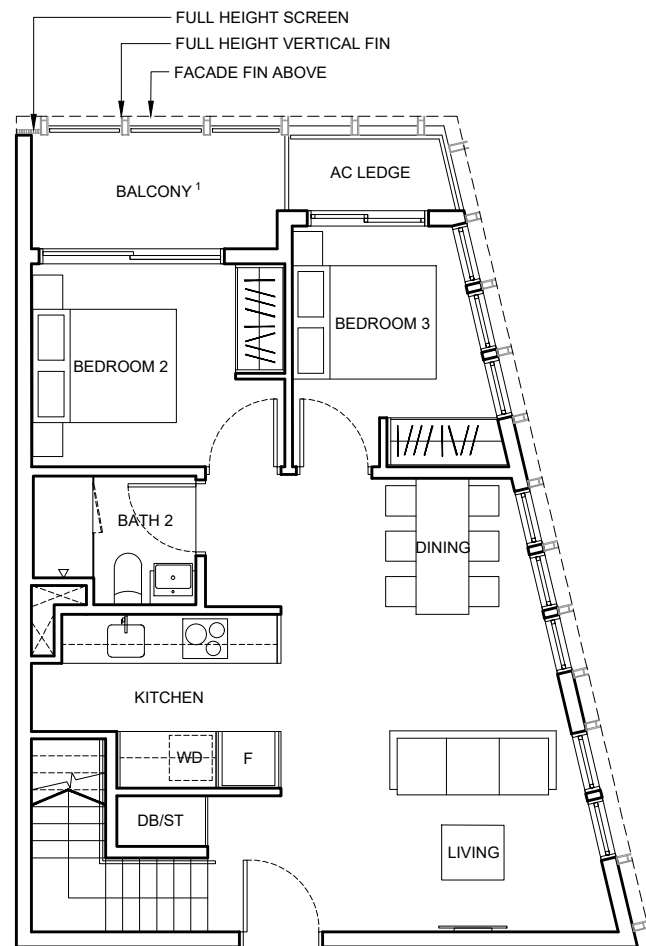 FULL HEIGHT SCREEN
FULL HEIGHT VERTICAL FIN
FACADE FIN ABOVE
AC LEDGE
BALCONY 1
BEDROOM 3
BEDROOM 2
BATH 2
DINING
KITCHEN
WD
F
DB/ST
LIVING